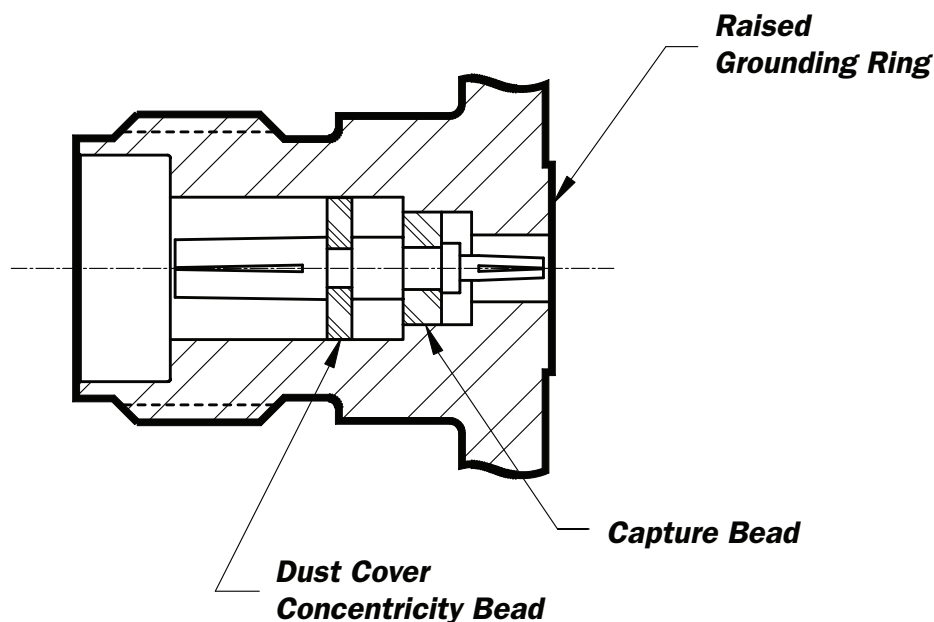 Raised
Grounding Ring
Capture Bead
Dust Cover
Concentricity Bead